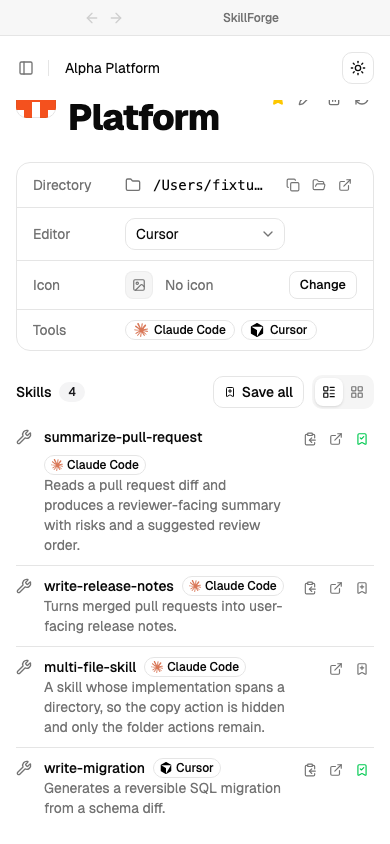 SkillForge
Alpha Platform
Platform
Directory /Users/fixtu…
Editor Cursor
Icon No icon Change
Tools Claude Code Cursor
Skills 4 Save all
summarize-pull-request
Claude Code
Reads a pull request diff and
produces a reviewer-facing summary
with risks and a suggested review
order.
write-release-notes Claude Code
Turns merged pull requests into user-
facing release notes.
multi-file-skill Claude Code
A skill whose implementation spans a
directory, so the copy action is hidden
and only the folder actions remain.
write-migration Cursor
Generates a reversible SQL migration
from a schema diff.